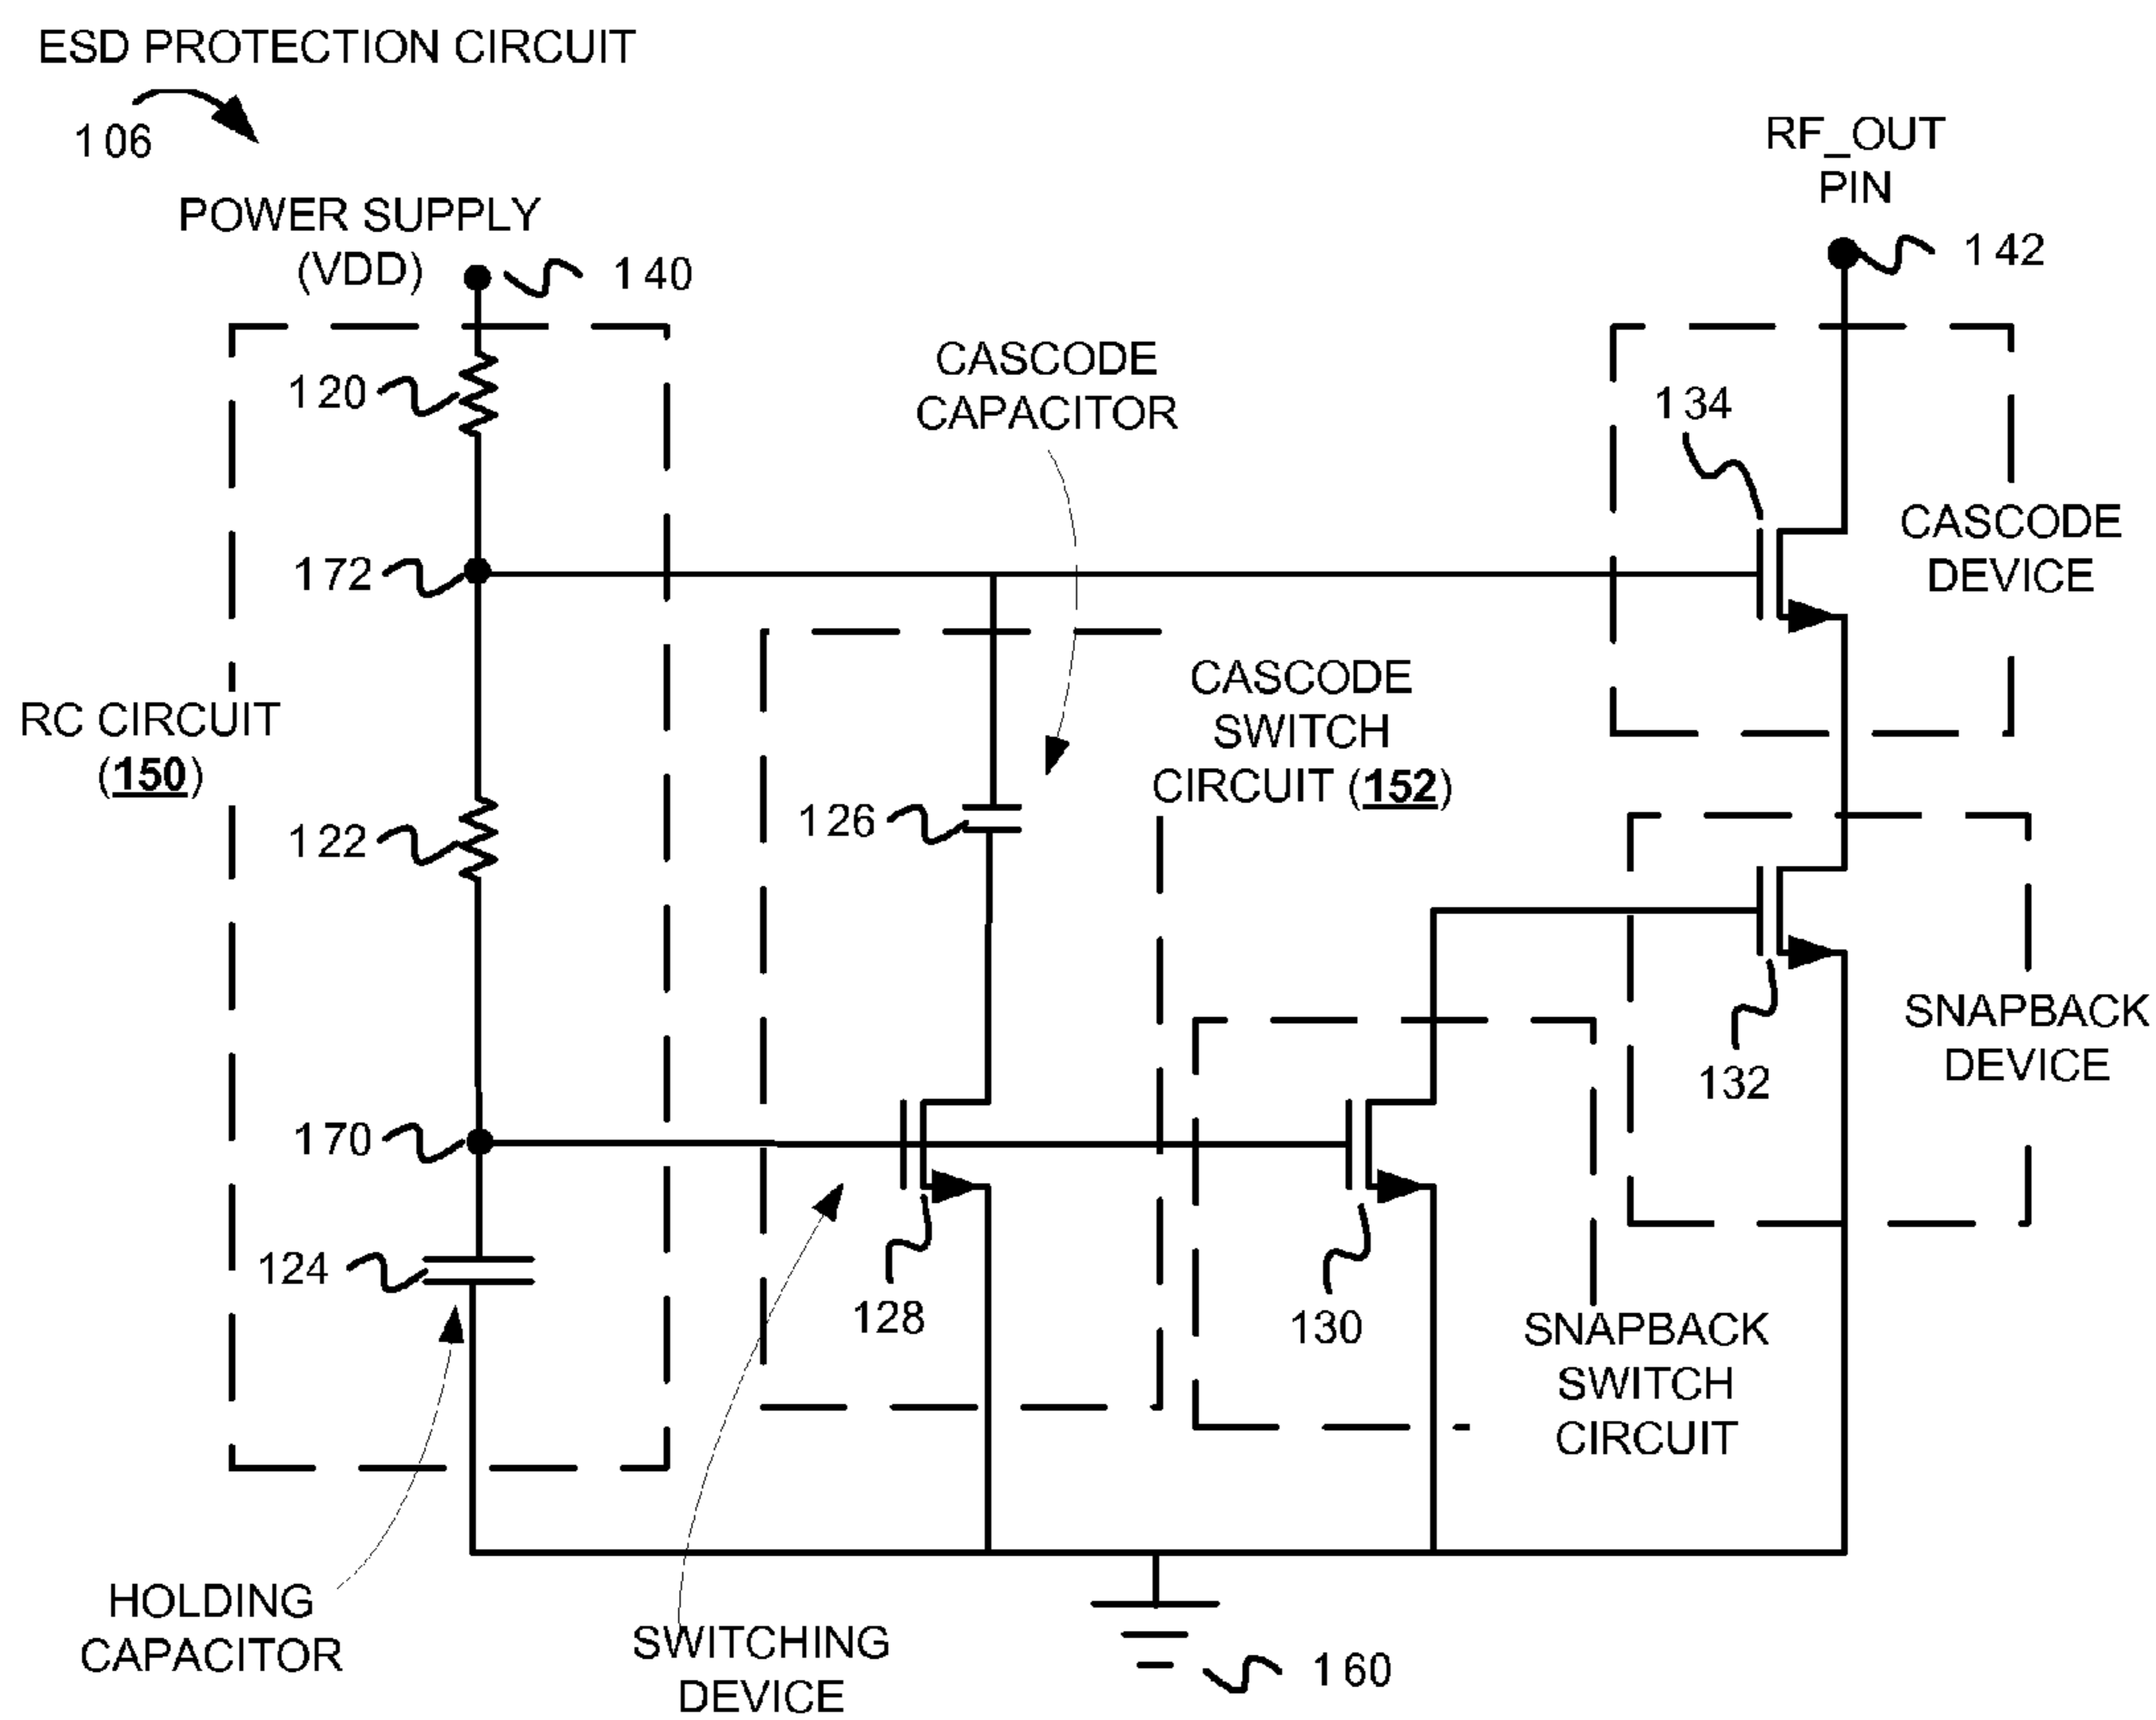 ESD PROTECTION CIRCUIT
106
POWER SUPPLY
(VDD)
140
RF_OUT
PIN
142
120
CASCODE
CAPACITOR
134
CASCODE
DEVICE
172
RC CIRCUIT
(150)
CASCODE
SWITCH
CIRCUIT (152)
122
126
SNAPBACK
DEVICE
132
170
124
128
130
SNAPBACK
SWITCH
CIRCUIT
HOLDING
CAPACITOR
SWITCHING
DEVICE
160